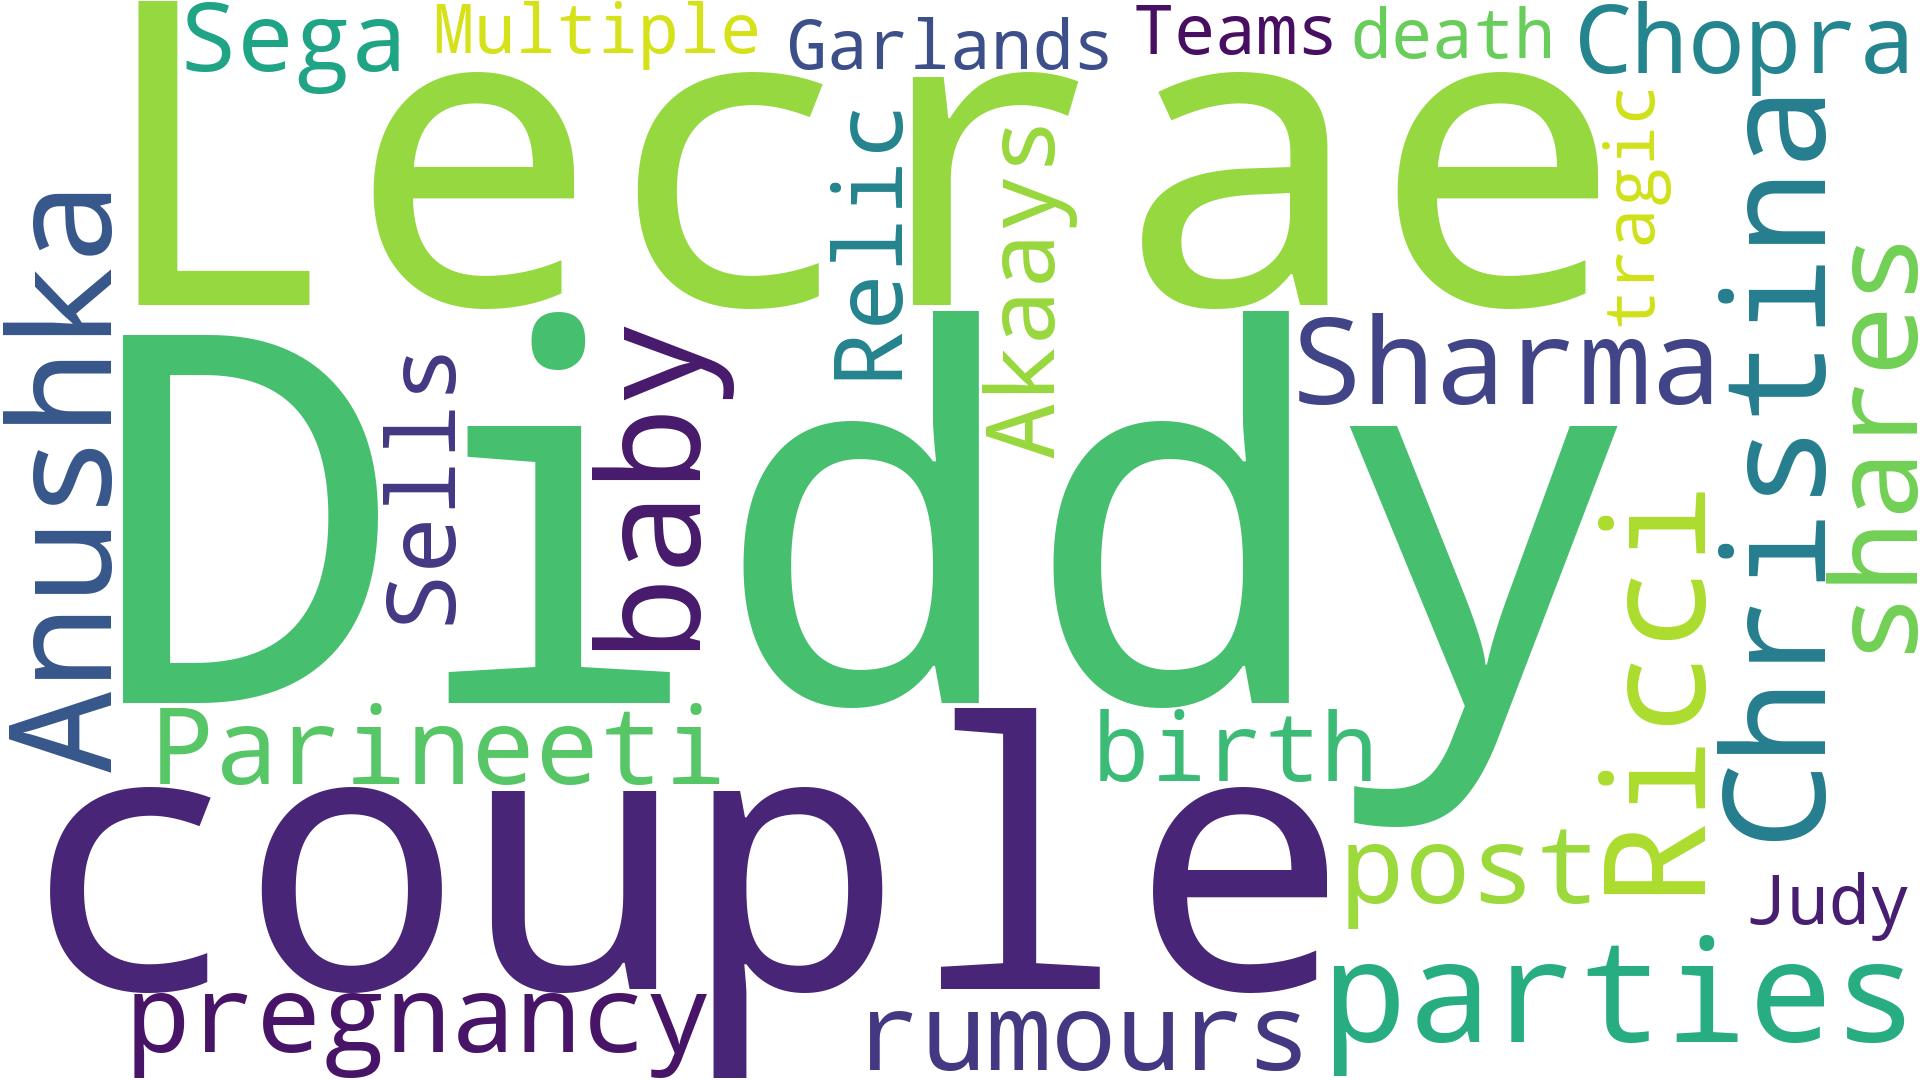 Sega
Multiple
Garlands
Teams
death
Chopra
Lecrae
Relic
Akaays
tragic
Christina
Anushka
shares
Sells
baby
Sharma
Diddy
Ricci
Parineeti
birth
couple
post
Judy
parties
pregnancy
rumours